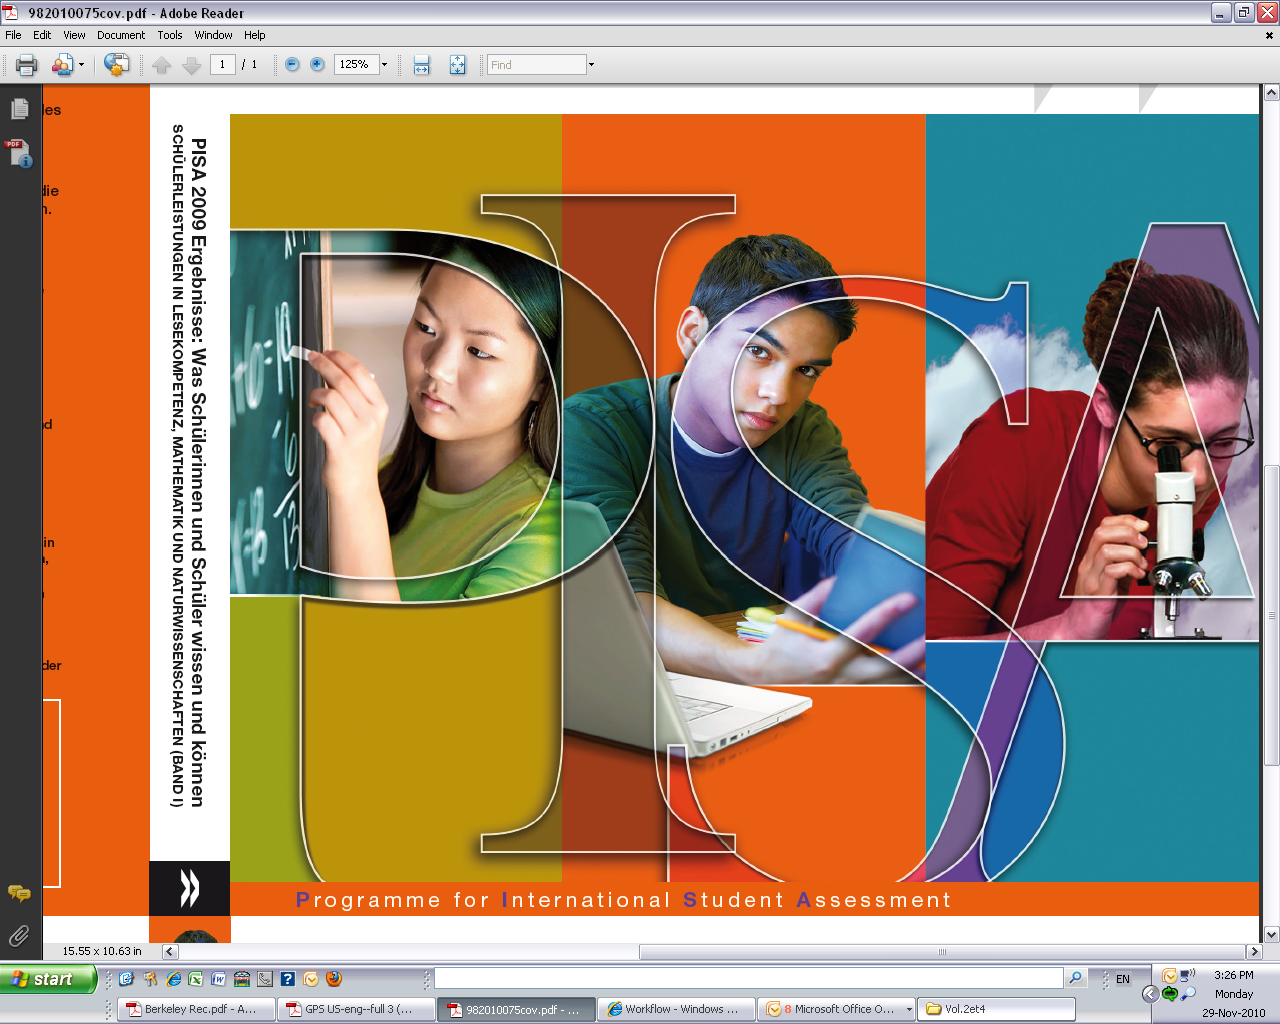 982010075cov.pdf - Adobe Reader
File Edit View Document Tools Window Help
1 / 1 125% Find
PISA 2009 Ergebnisse: Was Schülerinnen und Schüler wissen und können
SCHÜLERLEISTUNGEN IN LESEKOMPETENZ, MATHEMATIK UND NATURWISSENSCHAFTEN (BAND I)
PISA
Programme for International Student Assessment
15.55 x 10.63 in
start
EN
3:26 PM
Monday
29-Nov-2010
Berkeley Rec.pdf - A...
GPS US-eng--full 3 (...
982010075cov.pdf - ...
Workflow - Windows ...
8 Microsoft Office O...
Vol.2et4